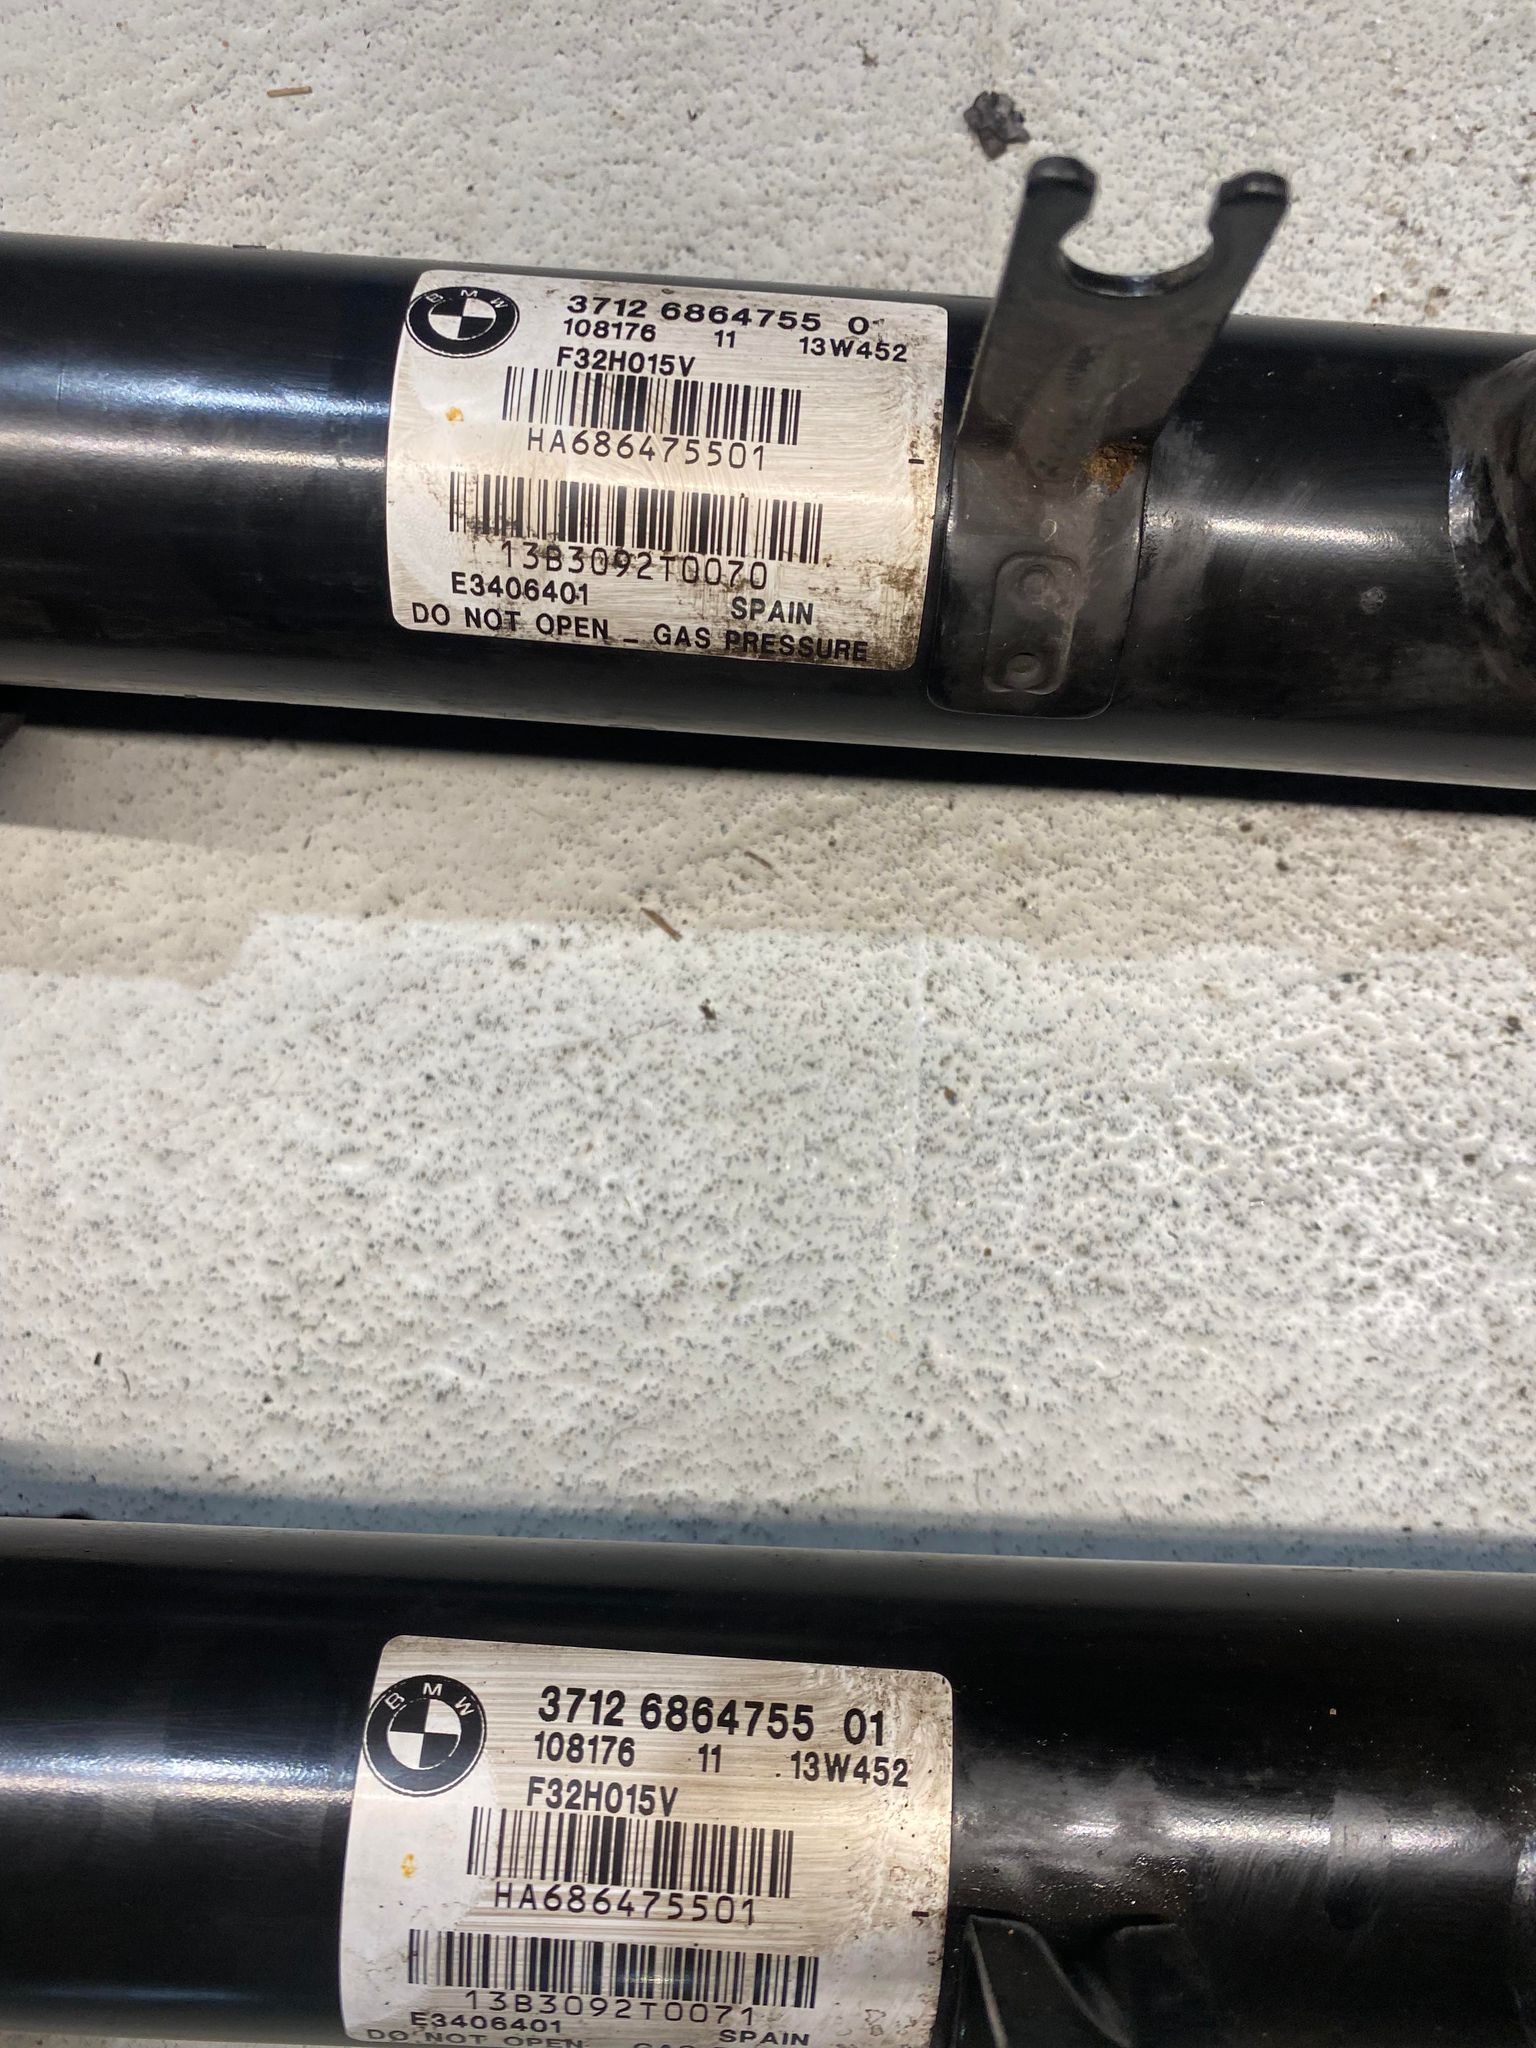 BMW
3712 6864755 0
108176 11 13W452
F32H015V
HA686475501
13B3092T0070
E3406401 SPAIN
DO NOT OPEN - GAS PRESSURE
BMW
3712 6864755 01
108176 11 13W452
F32H015V
HA686475501
13B3092T0071
E3406401 SPAIN
DO NOT OPEN